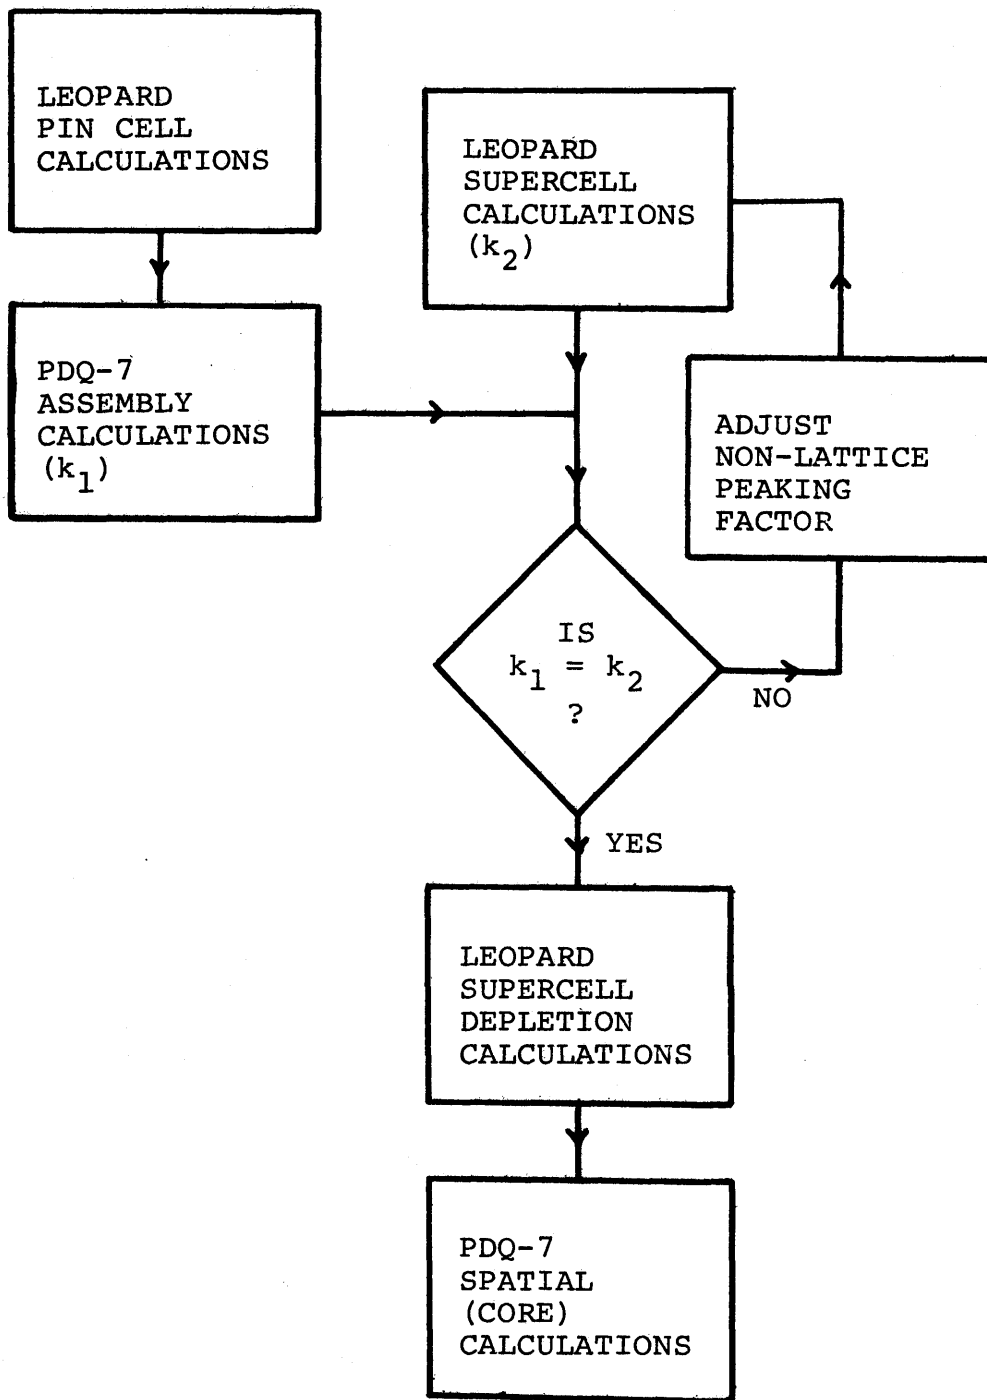 LEOPARD
PIN CELL
CALCULATIONS
LEOPARD
SUPERCELL
CALCULATIONS
(k2)
PDQ-7
ASSEMBLY
CALCULATIONS
(k1)
ADJUST
NON-LATTICE
PEAKING
FACTOR
IS
k1 = k2
?
NO
YES
LEOPARD
SUPERCELL
DEPLETION
CALCULATIONS
PDQ-7
SPATIAL
(CORE)
CALCULATIONS